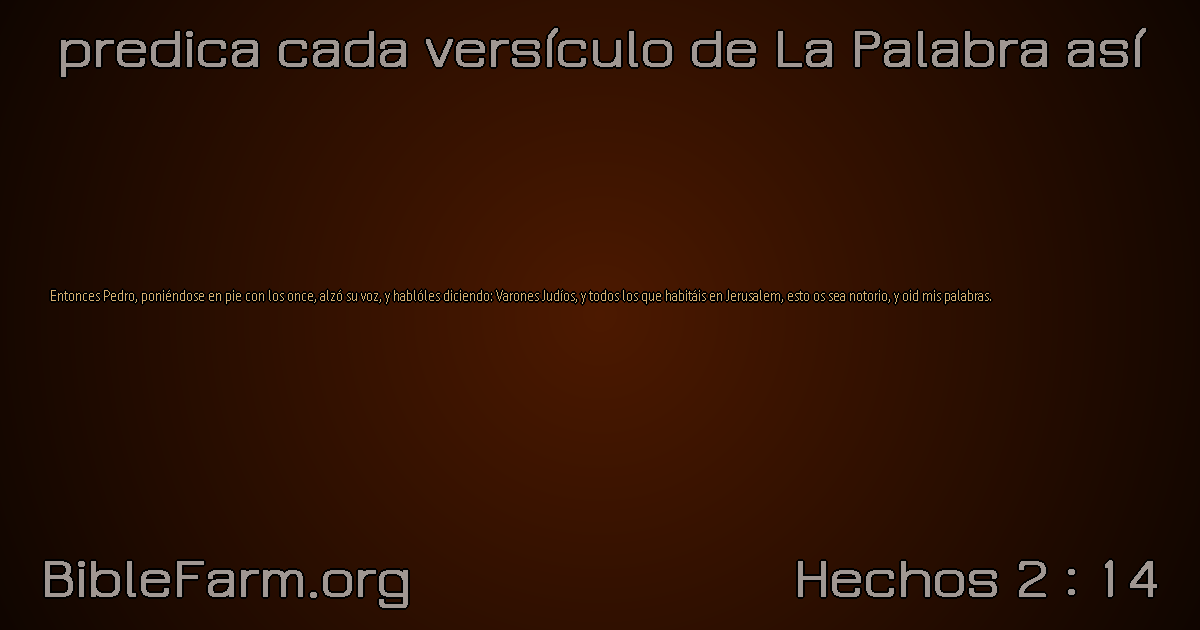 predica cada versículo de La Palabra así
Entonces Pedro, poniéndose en pie con los once, alzó su voz, y hablóles diciendo: Varones Judíos, y todos los que habitáis en Jerusalem, esto os sea notorio, y oid mis palabras.
BibleFarm.org
Hechos 2 : 14